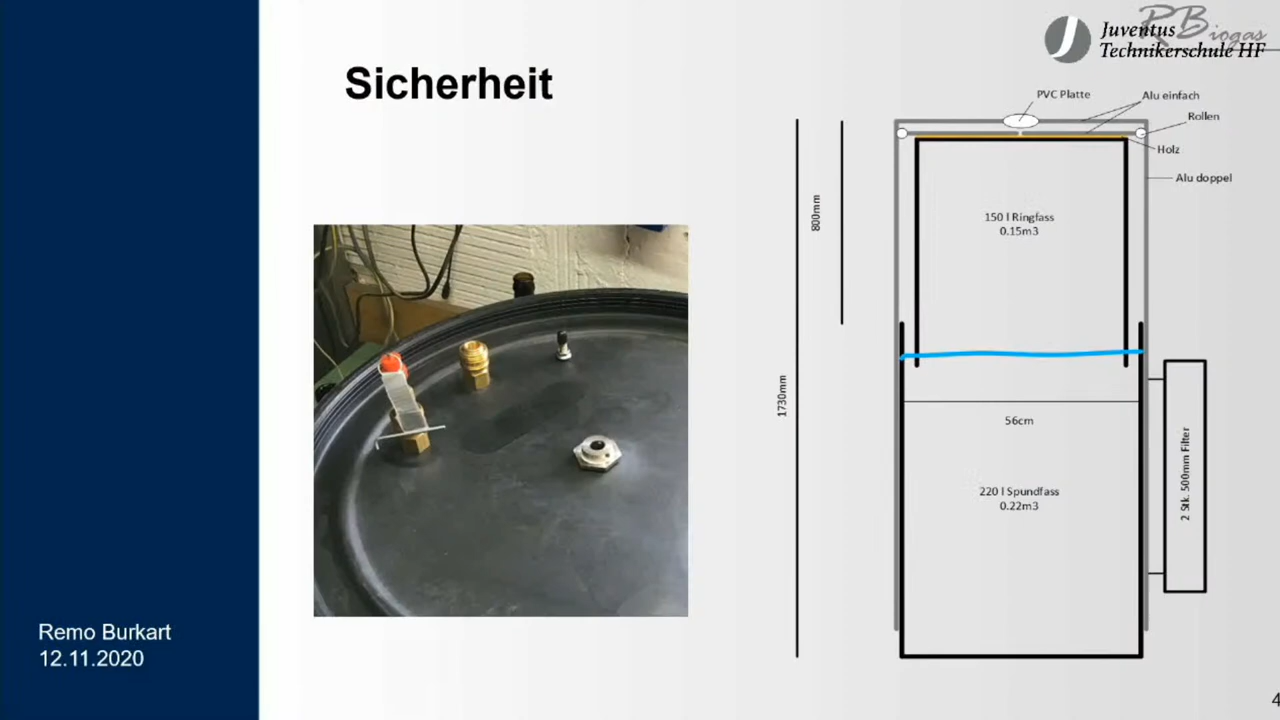 RBiogas
Juventus
Technikerschule HF
Sicherheit
PVC Platte
Alu einfach
Rollen
Holz
Alu doppel
800mm
150 l Ringfass
0.15m3
1730mm
56cm
220 l Spundfass
0.22m3
2 Stk. 500mm Filter
Remo Burkart
12.11.2020
4